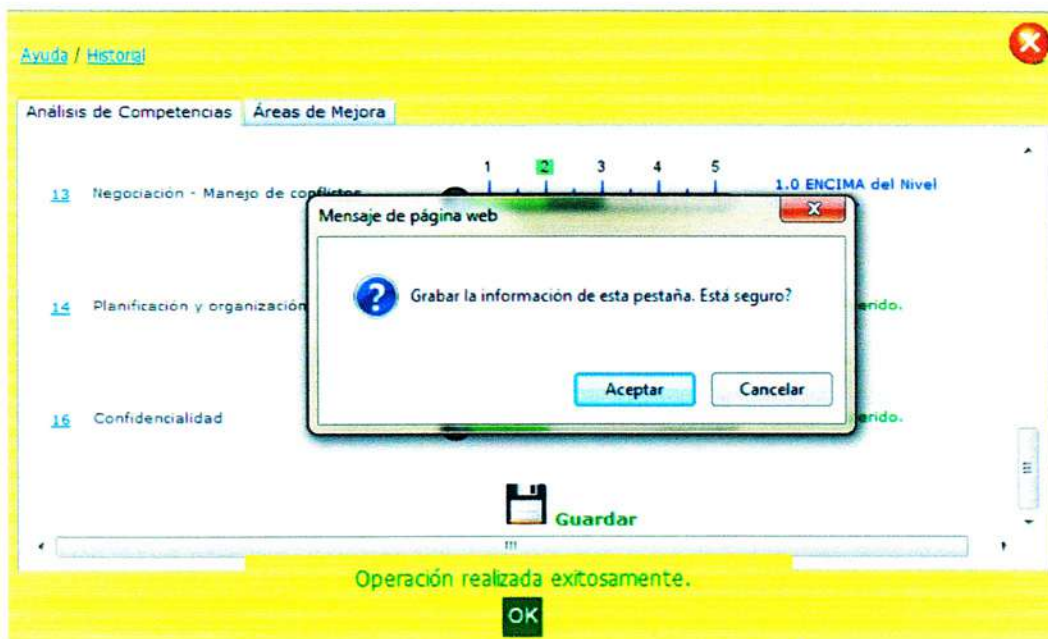 Ayuda / Historial
Análisis de Competencias Áreas de Mejora
1 2 3 4 5
13 Negociación - Manejo de conflictos 1.0 ENCIMA del Nivel
Mensaje de página web
Grabar la información de esta pestaña. Está seguro?
14 Planificación y organización erido.
Aceptar Cancelar
16 Confidencialidad erido.
Guardar
Operación realizada exitosamente.
OK